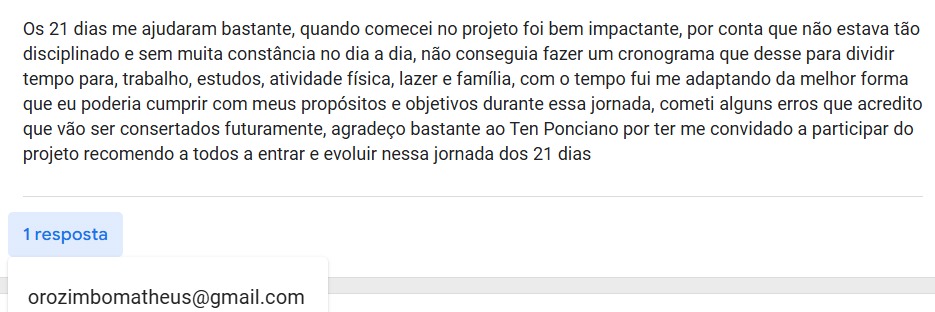 Os 21 dias me ajudaram bastante, quando comecei no projeto foi bem impactante, por conta que não estava tão
disciplinado e sem muita constância no dia a dia, não conseguia fazer um cronograma que desse para dividir
tempo para, trabalho, estudos, atividade física, lazer e família, com o tempo fui me adaptando da melhor forma
que eu poderia cumprir com meus propósitos e objetivos durante essa jornada, cometi alguns erros que acredito
que vão ser consertados futuramente, agradeço bastante ao Ten Ponciano por ter me convidado a participar do
projeto recomendo a todos a entrar e evoluir nessa jornada dos 21 dias
1 resposta
orozimbomatheus@gmail.com